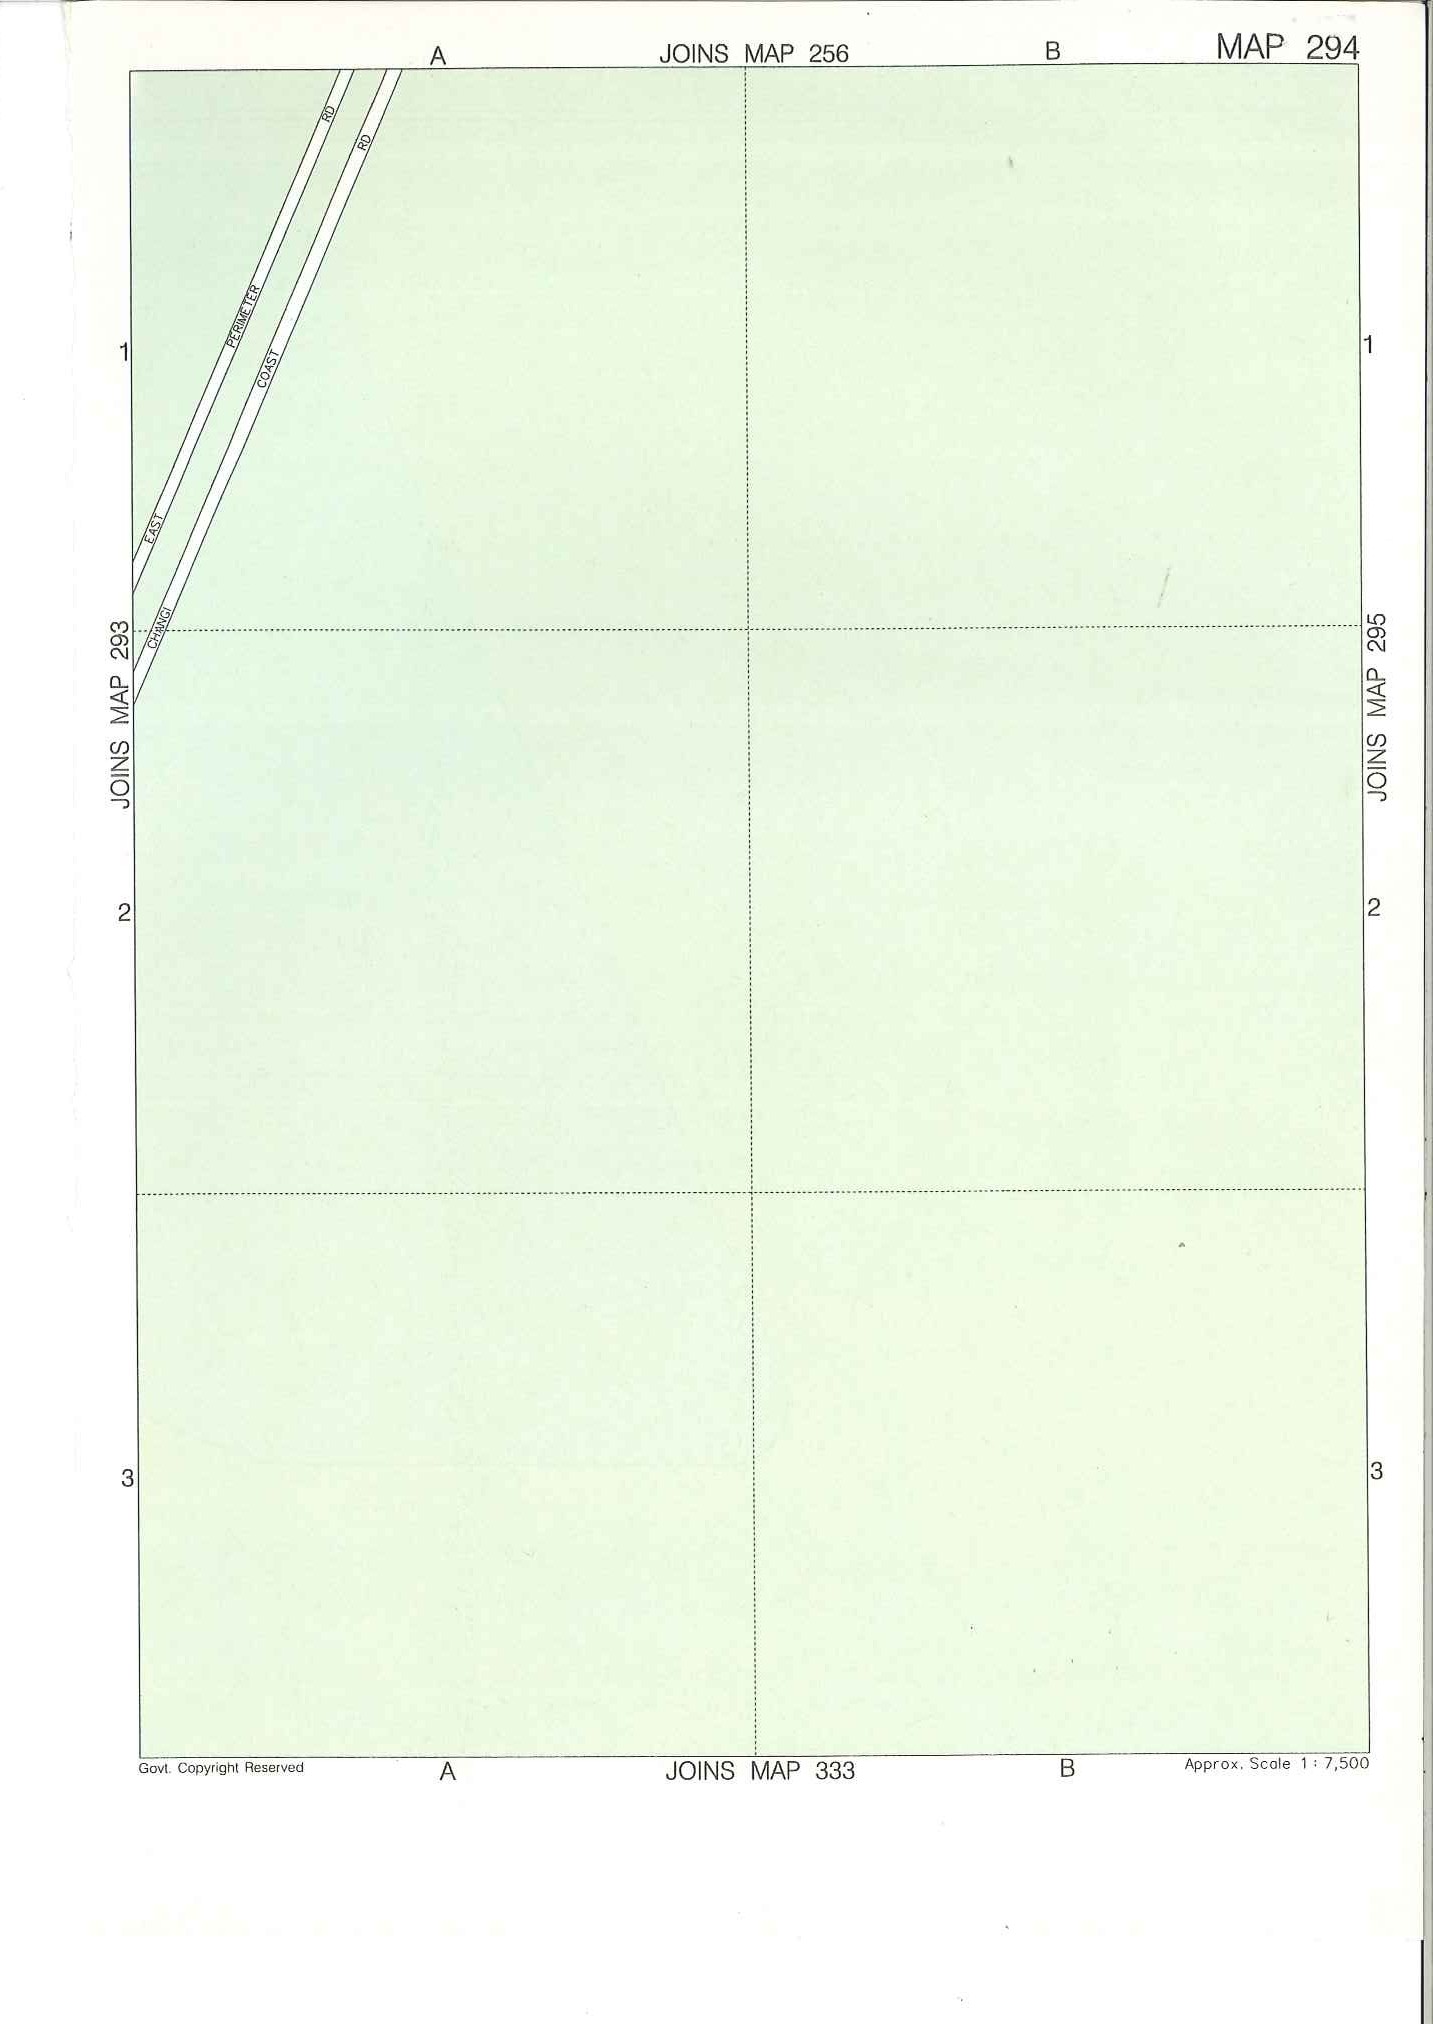 A JOINS MAP 256 B MAP 294
RD
RD
PERIMETER
COAST
EAST
CHANGI
1
1
JOINS MAP 293
JOINS MAP 295
2
2
3
3
Govt. Copyright Reserved A JOINS MAP 333 B Approx. Scale 1 : 7,500